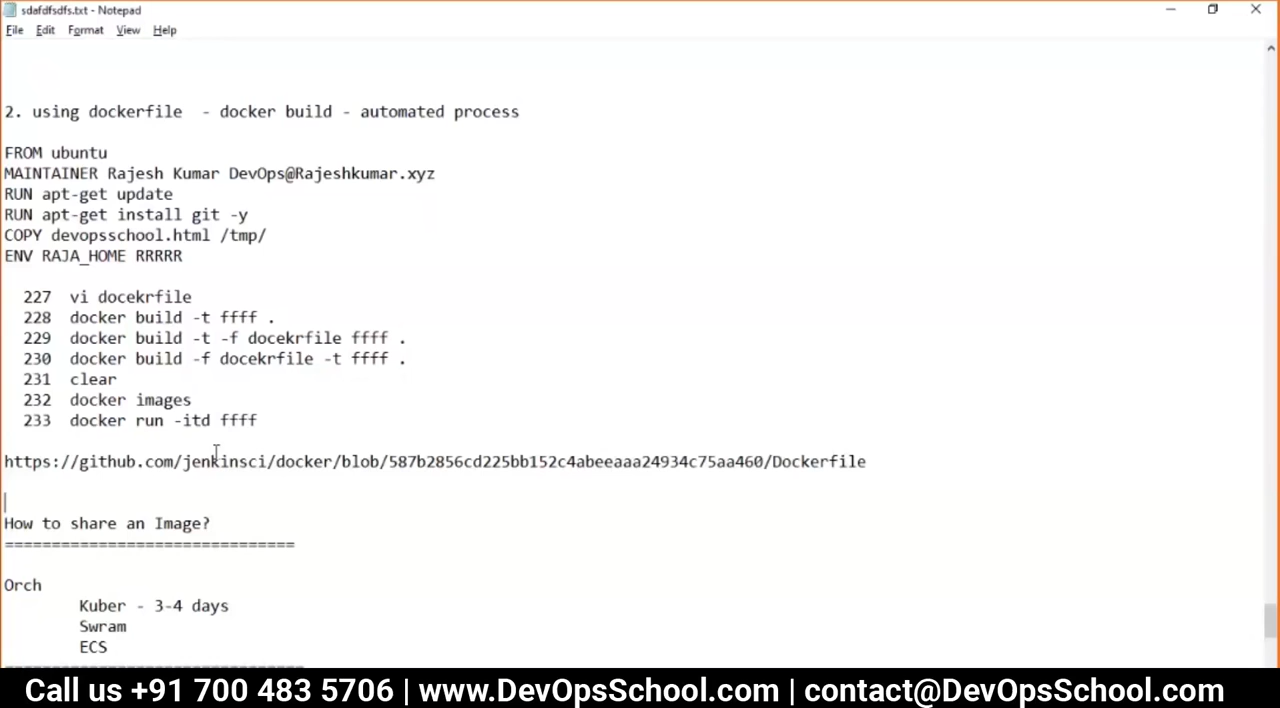 sdafdfsdfs.txt - Notepad
File Edit Format View Help
2. using dockerfile - docker build - automated process
FROM ubuntu
MAINTAINER Rajesh Kumar DevOps@Rajeshkumar.xyz
RUN apt-get update
RUN apt-get install git -y
COPY devopsschool.html /tmp/
ENV RAJA_HOME RRRRR
227 vi docekrfile
228 docker build -t ffff .
229 docker build -t -f docekrfile ffff .
230 docker build -f docekrfile -t ffff .
231 clear
232 docker images
233 docker run -itd ffff
https://github.com/jenkinsci/docker/blob/587b2856cd225bb152c4abeeaaa24934c75aa460/Dockerfile
How to share an Image?
===============================
Orch
Kuber - 3-4 days
Swram
ECS
================================
Call us +91 700 483 5706 | www.DevOpsSchool.com | contact@DevOpsSchool.com